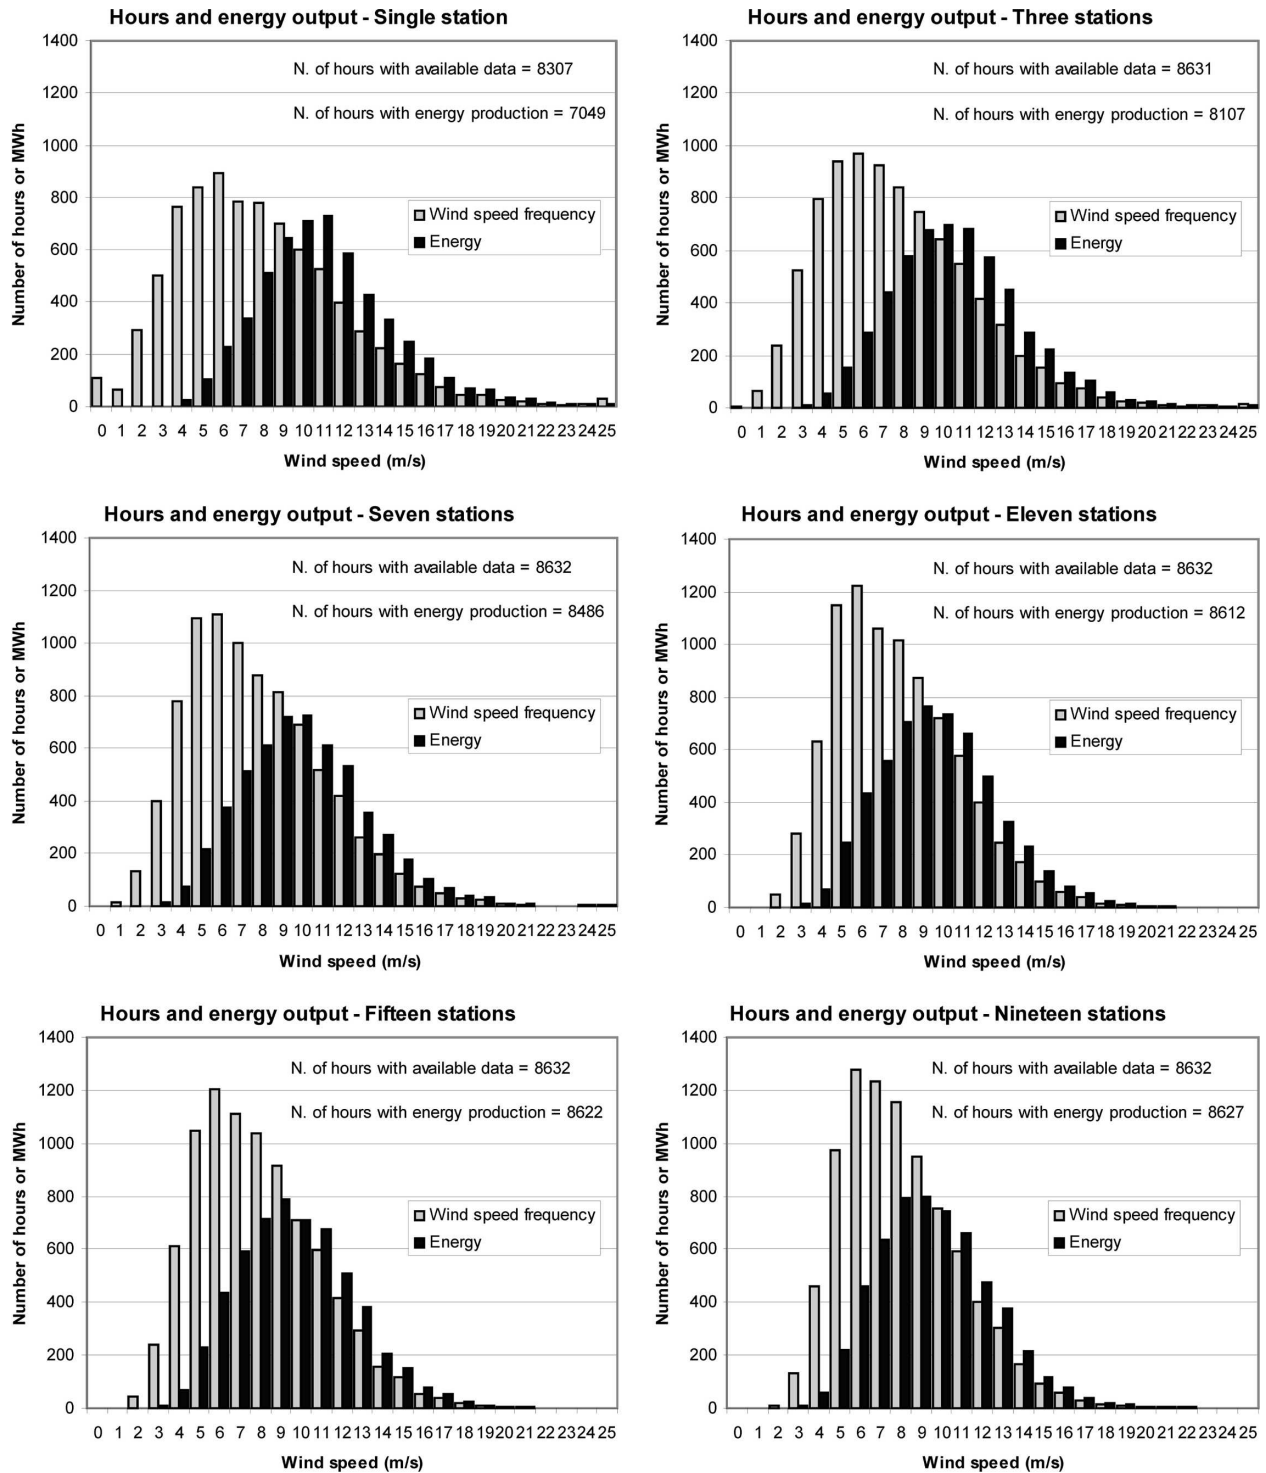 Hours and energy output - Single station
1400
1200
1000
800
600
400
200
0
Number of hours or MWh
N. of hours with available data = 8307
N. of hours with energy production = 7049
Wind speed frequency
Energy
0 1 2 3 4 5 6 7 8 9 10 11 12 13 14 15 16 17 18 19 20 21 22 23 24 25
Wind speed (m/s)
Hours and energy output - Three stations
1400
1200
1000
800
600
400
200
0
Number of hours or MWh
N. of hours with available data = 8631
N. of hours with energy production = 8107
Wind speed frequency
Energy
0 1 2 3 4 5 6 7 8 9 10 11 12 13 14 15 16 17 18 19 20 21 22 23 24 25
Wind speed (m/s)
Hours and energy output - Seven stations
1400
1200
1000
800
600
400
200
0
Number of hours or MWh
N. of hours with available data = 8632
N. of hours with energy production = 8486
Wind speed frequency
Energy
0 1 2 3 4 5 6 7 8 9 10 11 12 13 14 15 16 17 18 19 20 21 22 23 24 25
Wind speed (m/s)
Hours and energy output - Eleven stations
1400
1200
1000
800
600
400
200
0
Number of hours or MWh
N. of hours with available data = 8632
N. of hours with energy production = 8612
Wind speed frequency
Energy
0 1 2 3 4 5 6 7 8 9 10 11 12 13 14 15 16 17 18 19 20 21 22 23 24 25
Wind speed (m/s)
Hours and energy output - Fifteen stations
1400
1200
1000
800
600
400
200
0
Number of hours or MWh
N. of hours with available data = 8632
N. of hours with energy production = 8622
Wind speed frequency
Energy
0 1 2 3 4 5 6 7 8 9 10 11 12 13 14 15 16 17 18 19 20 21 22 23 24 25
Wind speed (m/s)
Hours and energy output - Nineteen stations
1400
1200
1000
800
600
400
200
0
Number of hours or MWh
N. of hours with available data = 8632
N. of hours with energy production = 8627
Wind speed frequency
Energy
0 1 2 3 4 5 6 7 8 9 10 11 12 13 14 15 16 17 18 19 20 21 22 23 24 25
Wind speed (m/s)